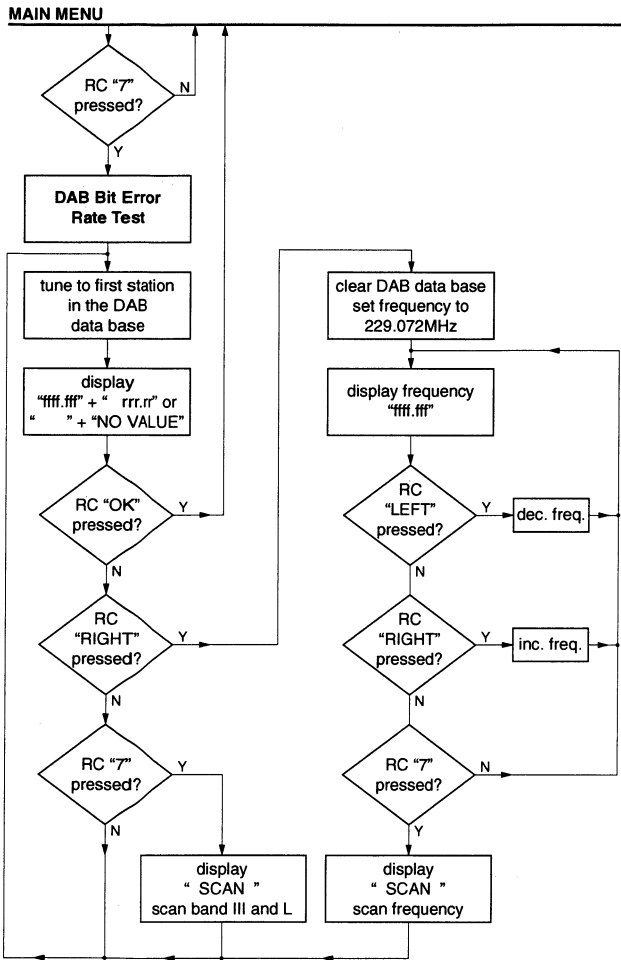 MAIN MENU
RC “7”
pressed?
N
Y
DAB Bit Error
Rate Test
tune to first station
in the DAB
data base
display
“ffff.fff” + “ rrr.rr” or
“ ” + “NO VALUE”
RC “OK”
pressed?
Y
N
RC
“RIGHT”
pressed?
Y
N
RC “7”
pressed?
Y
N
display
“ SCAN ”
scan band III and L
clear DAB data base
set frequency to
229.072MHz
display frequency
“ffff.fff”
RC
“LEFT”
pressed?
Y
dec. freq.
N
RC
“RIGHT”
pressed?
Y
inc. freq.
N
RC “7”
pressed?
N
Y
display
“ SCAN ”
scan frequency